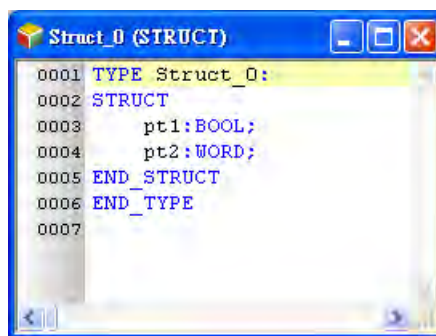 Struct_0 (STRUCT)
0001 TYPE Struct_0:
0002 STRUCT
0003 pt1:BOOL;
0004 pt2:WORD;
0005 END_STRUCT
0006 END_TYPE
0007